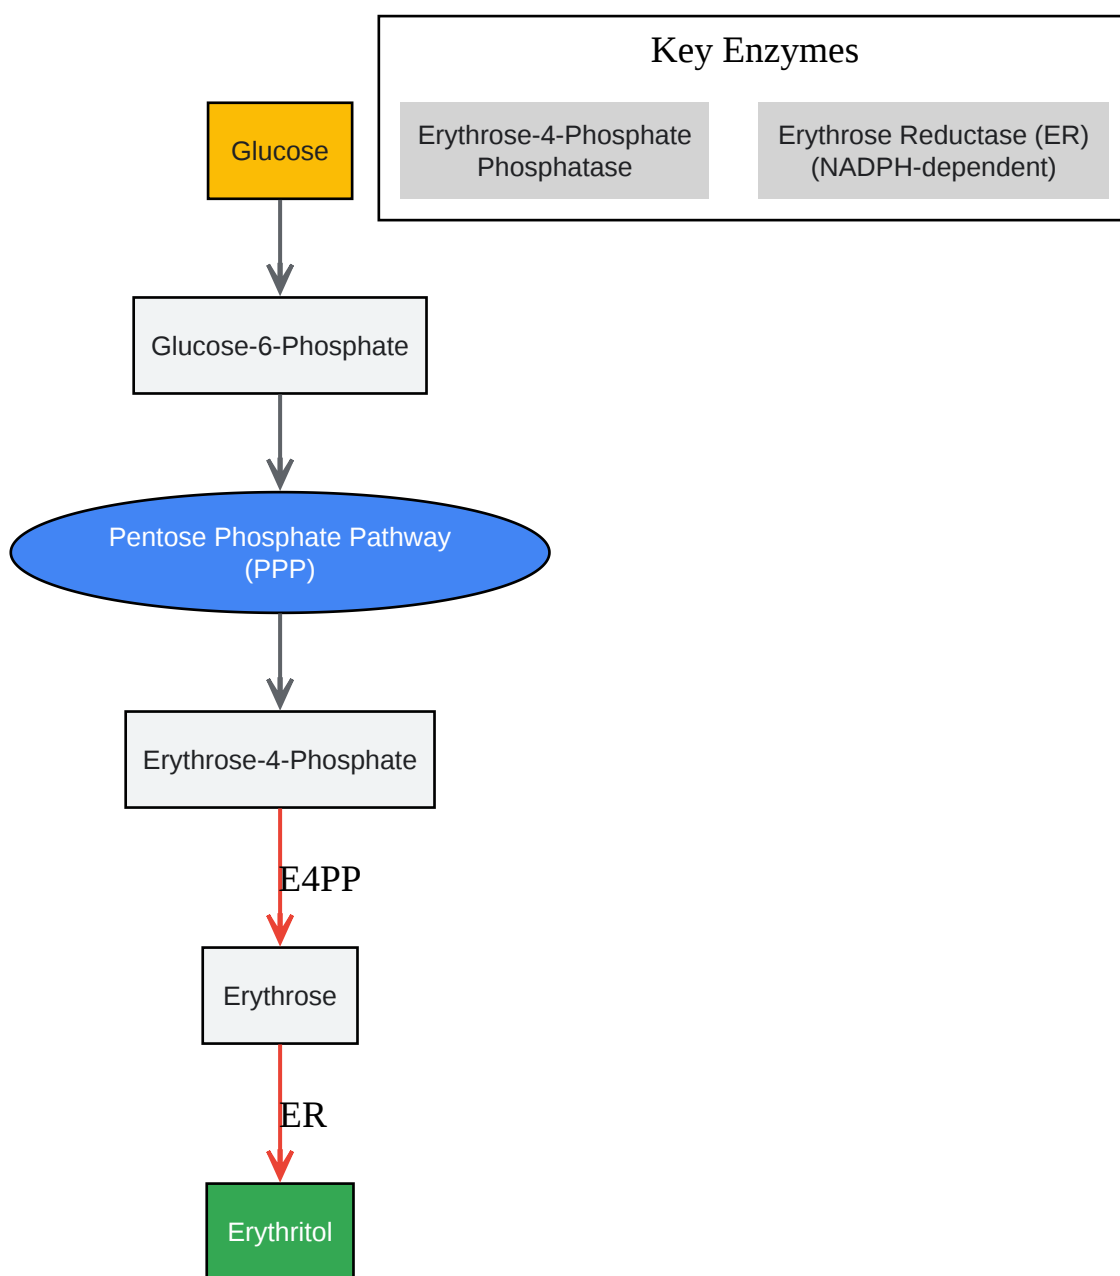 Key Enzymes
Glucose
Erythrose-4-Phosphate
Phosphatase
Erythrose Reductase (ER)
(NADPH-dependent)
Glucose-6-Phosphate
Pentose Phosphate Pathway
(PPP)
Erythrose-4-Phosphate
E4PP
Erythrose
ER
Erythritol